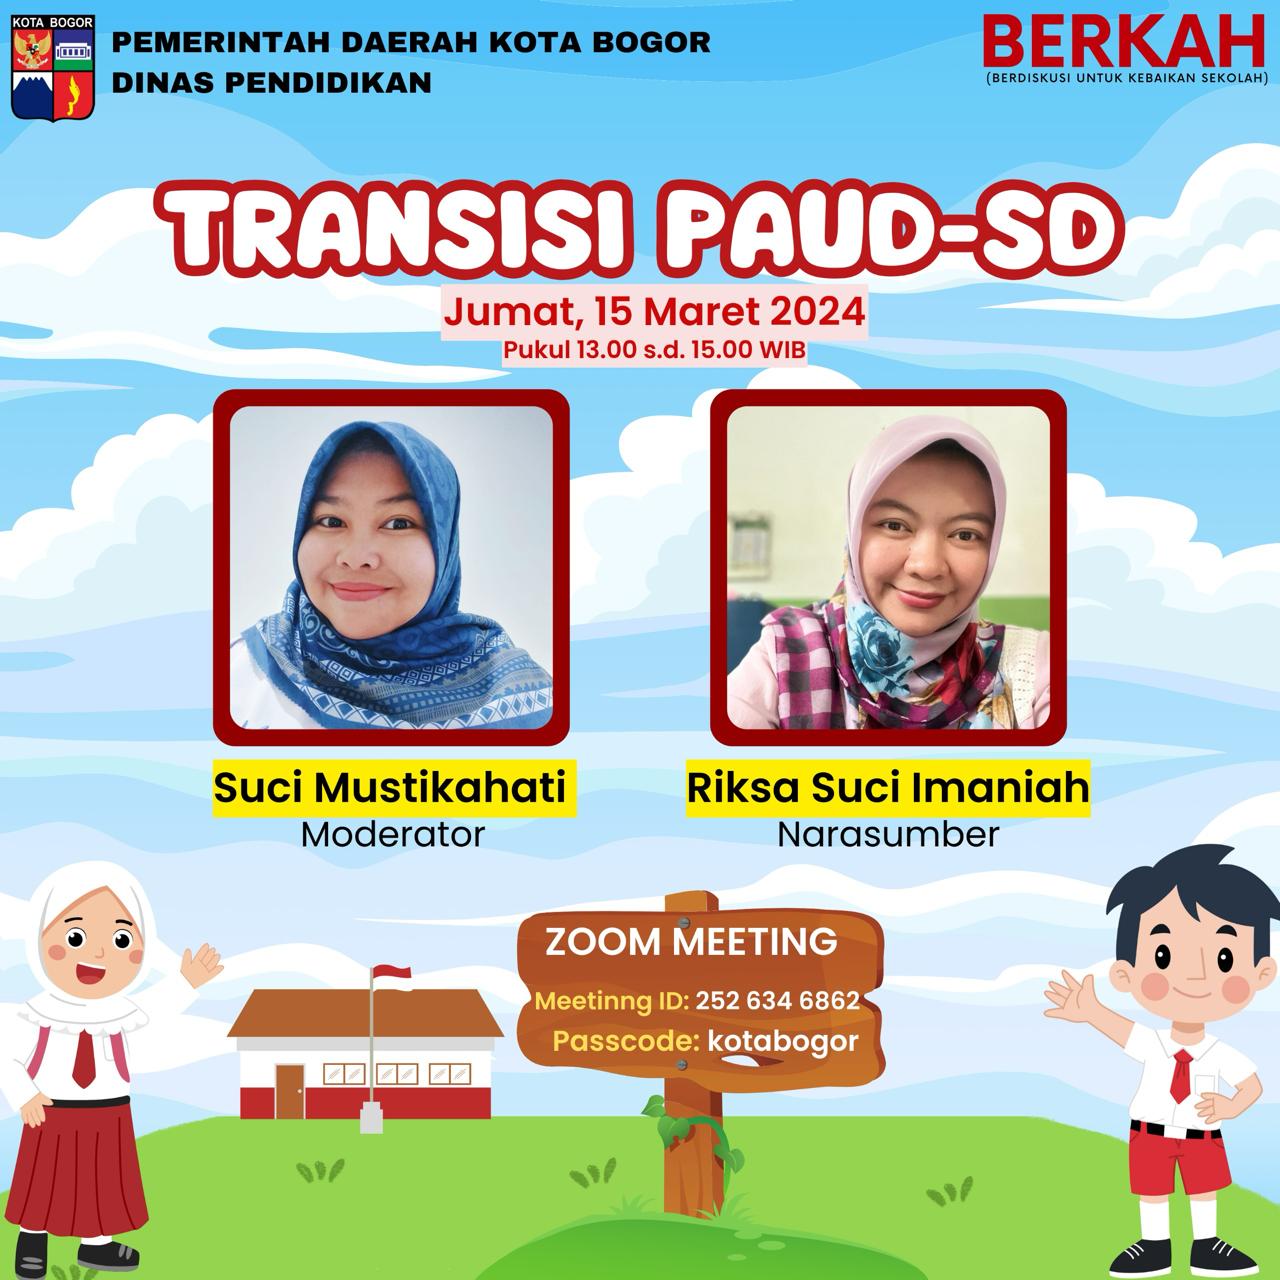 KOTA BOGOR
PEMERINTAH DAERAH KOTA BOGOR
DINAS PENDIDIKAN
BERKAH
(BERDISKUSI UNTUK KEBAIKAN SEKOLAH)
TRANSISI PAUD-SD
Jumat, 15 Maret 2024
Pukul 13.00 s.d. 15.00 WIB
Suci Mustikahati
Moderator
Riksa Suci Imaniah
Narasumber
ZOOM MEETING
Meetinng ID: 252 634 6862
Passcode: kotabogor